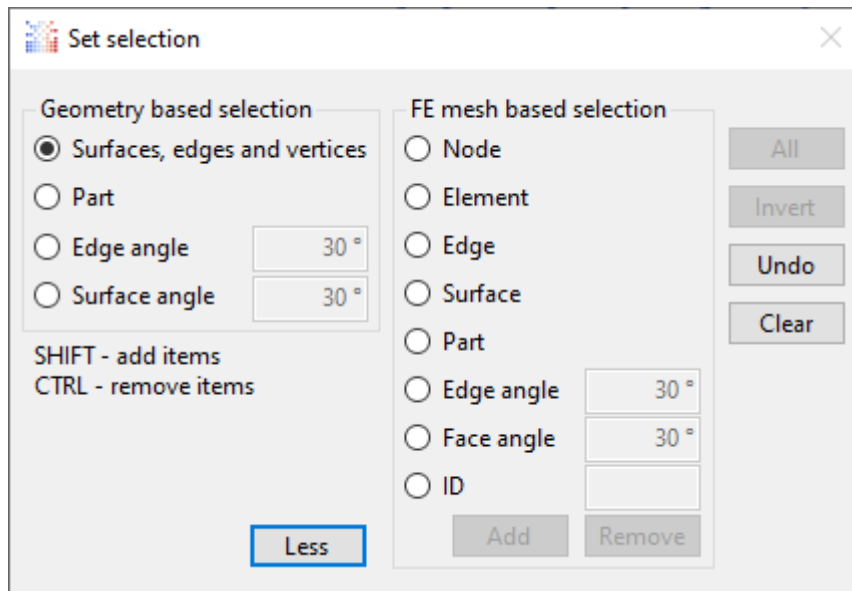 Set selection
Geometry based selection
Surfaces, edges and vertices
Part
Edge angle 30 °
Surface angle 30 °
SHIFT - add items
CTRL - remove items
Less
FE mesh based selection
Node
Element
Edge
Surface
Part
Edge angle 30 °
Face angle 30 °
ID
Add Remove
All
Invert
Undo
Clear